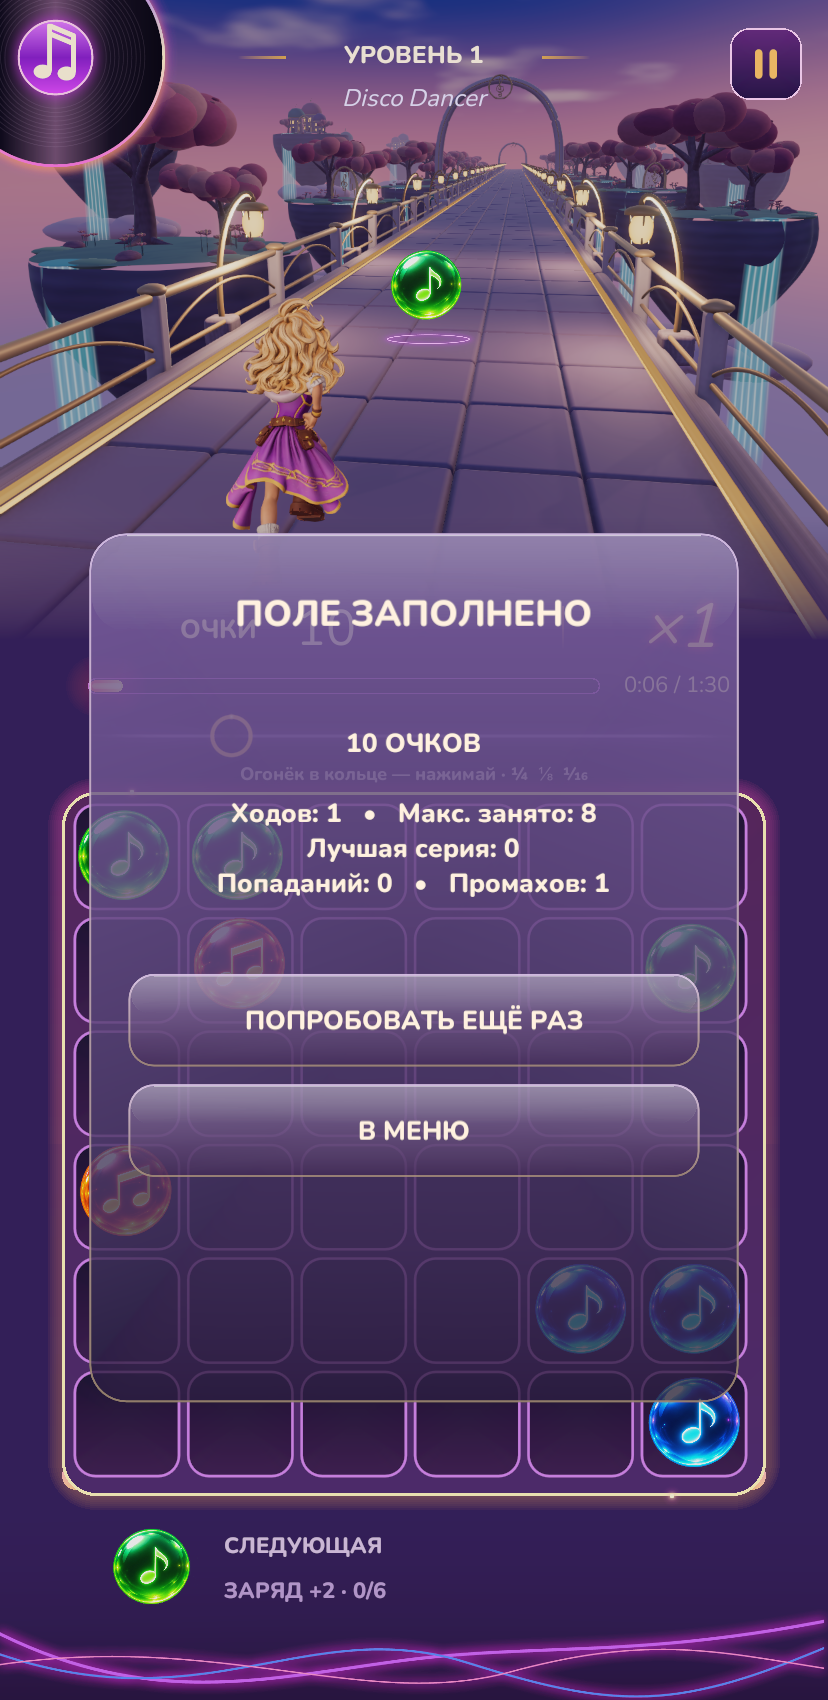 УРОВЕНЬ 1
Disco Dancer
ПОЛЕ ЗАПОЛНЕНО
ОЧКИ 10 ×1
0:06 / 1:30
10 ОЧКОВ
Огонёк в кольце — нажимай · ¼ ⅛ ¹⁄₁₆
Ходов: 1 • Макс. занято: 8
Лучшая серия: 0
Попаданий: 0 • Промахов: 1
ПОПРОБОВАТЬ ЕЩЁ РАЗ
В МЕНЮ
СЛЕДУЮЩАЯ
ЗАРЯД +2 · 0/6